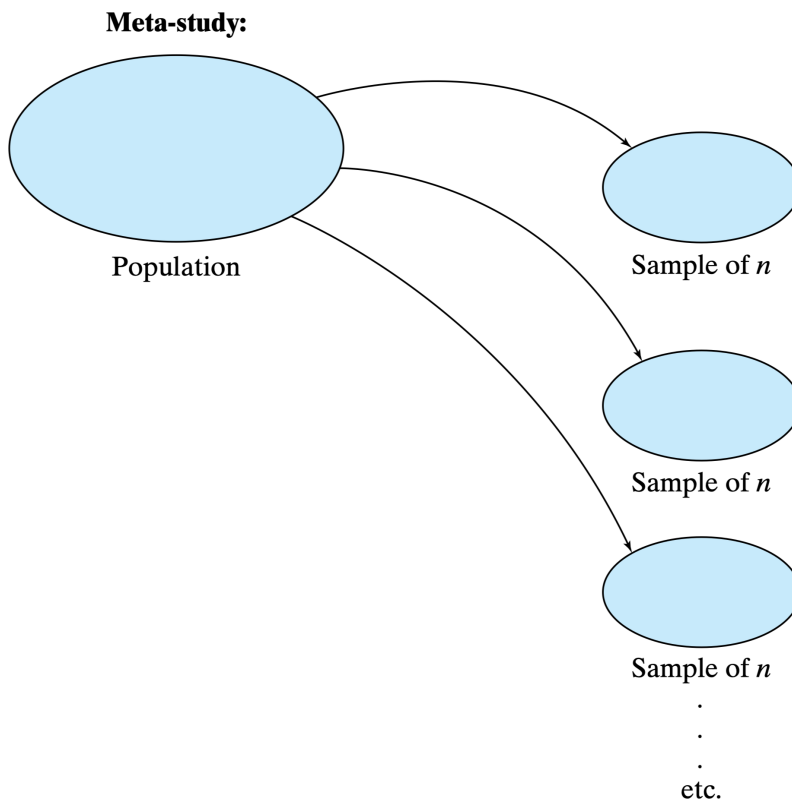 Meta-study:
Population
Sample of n
Sample of n
Sample of n
.
.
.
etc.